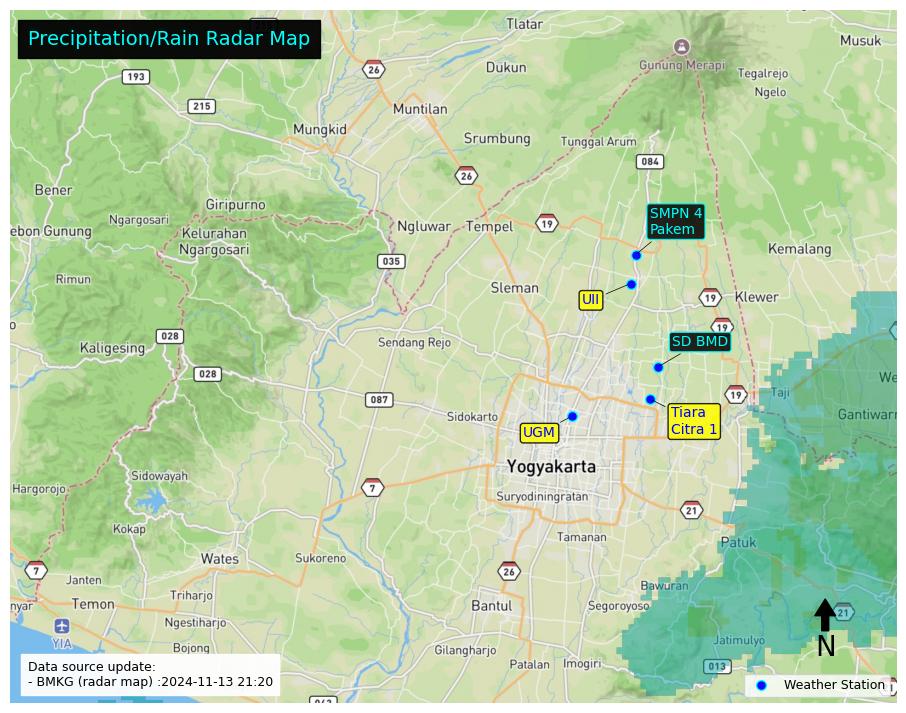 Precipitation/Rain Radar Map
Tlatar
Musuk
26
Gunung Merapi
Dukun
Tegalrejo
193
Ngelo
215
Muntilan
Mungkid
Srumbung
Tunggal Arum
084
26
Bener
Giripurno
SMPN 4
Pakem
Ngargosari
Ngluwar
Tempel
19
ebon Gunung
Kelurahan
Ngargosari
Kemalang
035
Rimun
Sleman
UII
19
Klewer
19
028
Sendang Rejo
SD BMD
Kaligesing
028
We
087
19
Taji
Sidokarto
Tiara
Citra 1
Gantiwarn
UGM
Yogyakarta
Sidowayah
Hargorojo
7
Suryodiningratan
21
Kokap
Tamanan
Patuk
Wates
Sukoreno
7
26
Janten
Bawuran
Triharjo
nyar
Temon
Bantul
Segoroyoso
21
Ngestiharjo
YIA
N
Bojong
Gilangharjo
Jatimulyo
Patalan
Imogiri
013
Data source update:
- BMKG (radar map) :2024-11-13 21:20
Weather Station